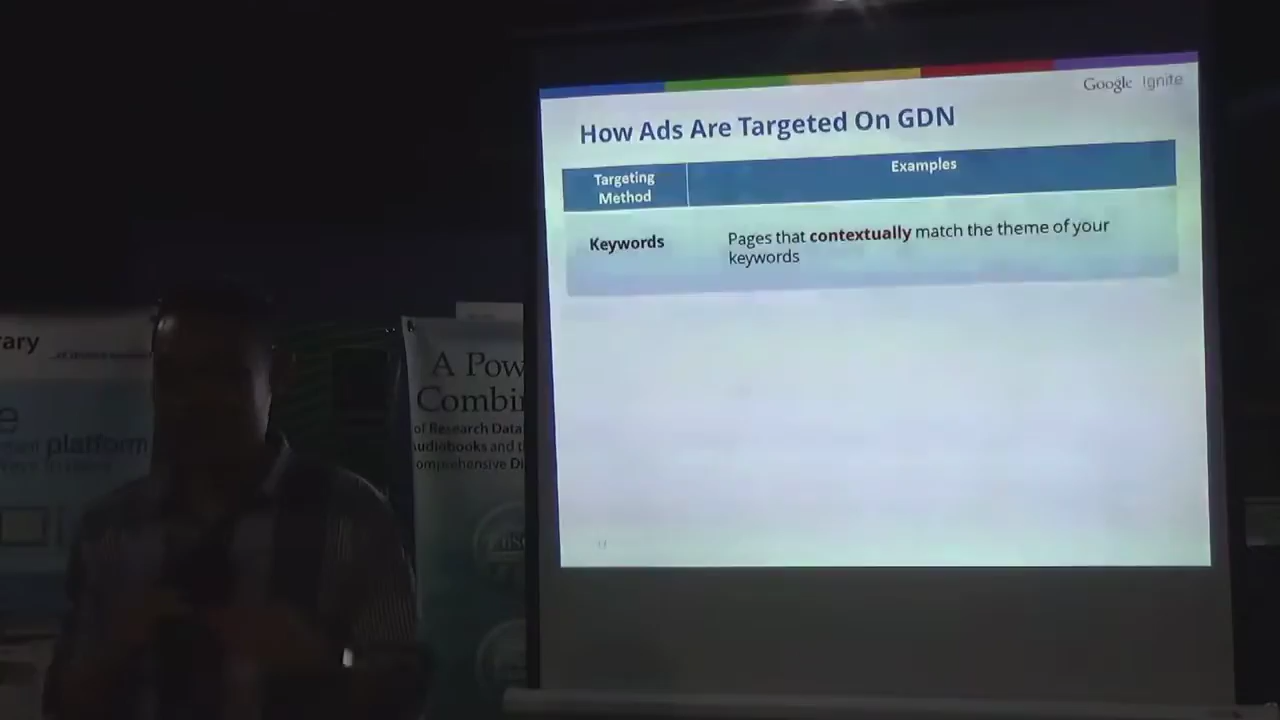 Google Ignite
How Ads Are Targeted On GDN
Targeting
Method
Examples
Keywords
Pages that contextually match the theme of your
keywords
rary
e
platform
A Pow
Combi
of Research Data
udiobooks and t
omprehensive Di